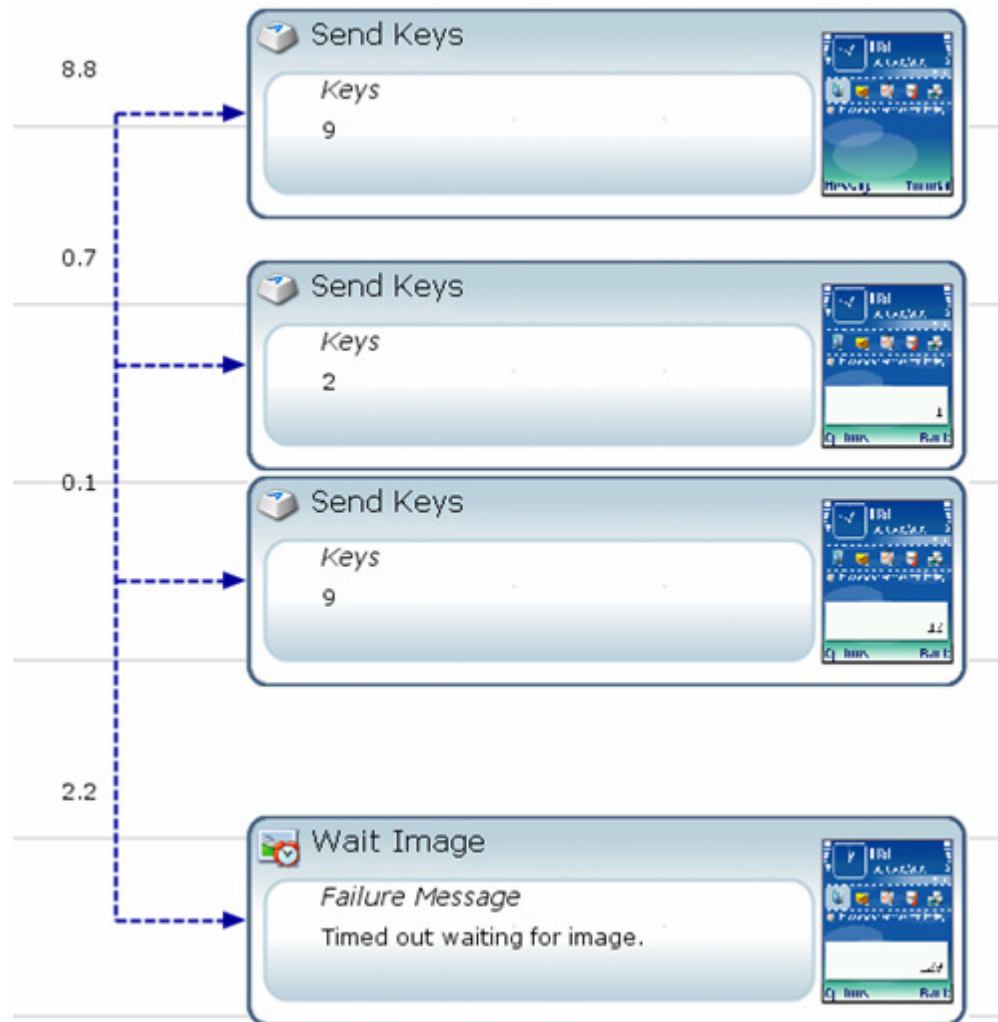 8.8
Send Keys
Keys
9
0.7
Send Keys
Keys
2
0.1
Send Keys
Keys
9
2.2
Wait Image
Failure Message
Timed out waiting for image.